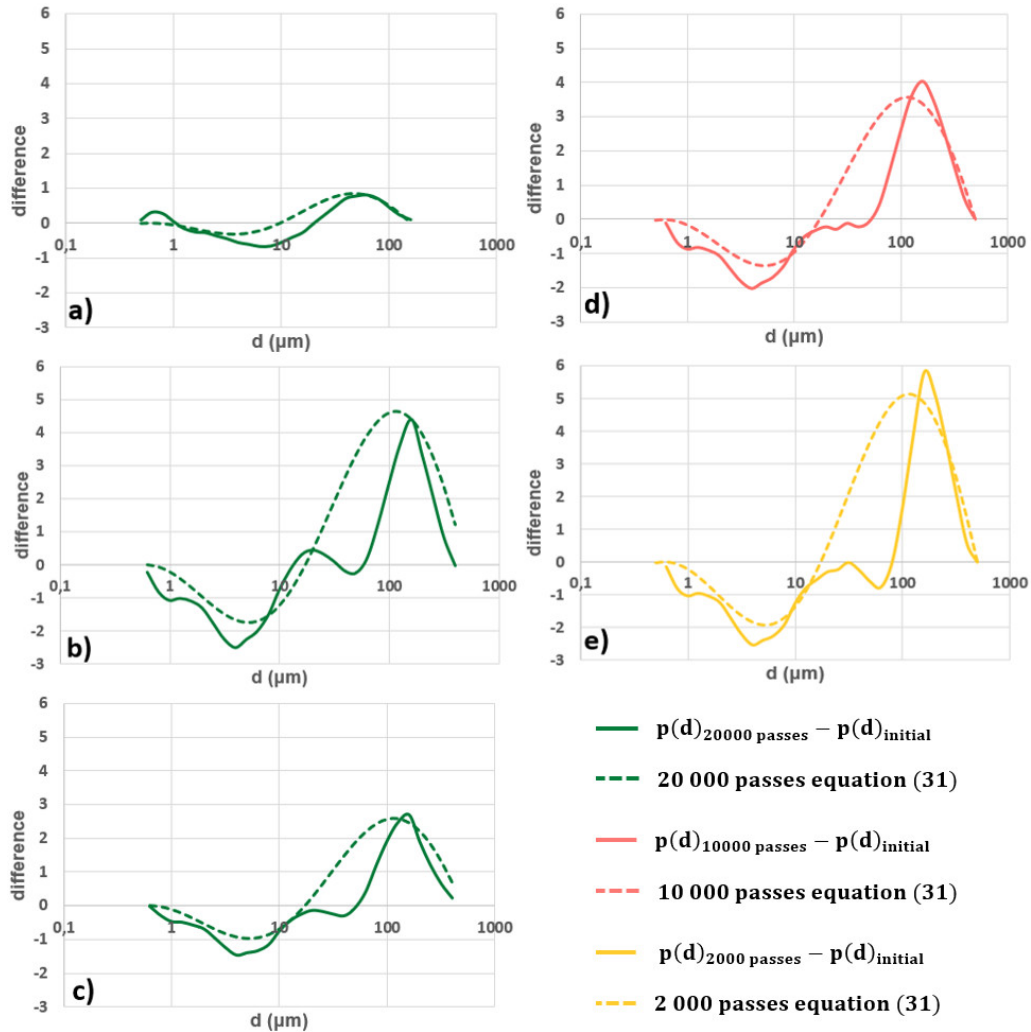 6
5
4
3
2
1
0
-1
-2
-3
0,1 1 10 100 1000
difference
d (µm)
a)
6
5
4
3
2
1
0
-1
-2
-3
0,1 1 10 100 1000
difference
d (µm)
d)
6
5
4
3
2
1
0
-1
-2
-3
0,1 1 10 100 1000
difference
d (µm)
b)
6
5
4
3
2
1
0
-1
-2
-3
0,1 1 10 100 1000
difference
d (µm)
e)
6
5
4
3
2
1
0
-1
-2
-3
0,1 1 10 100 1000
difference
d (µm)
c)
p(d)20000 passes − p(d)initial
20 000 passes equation (31)
p(d)10000 passes − p(d)initial
10 000 passes equation (31)
p(d)2000 passes − p(d)initial
2 000 passes equation (31)